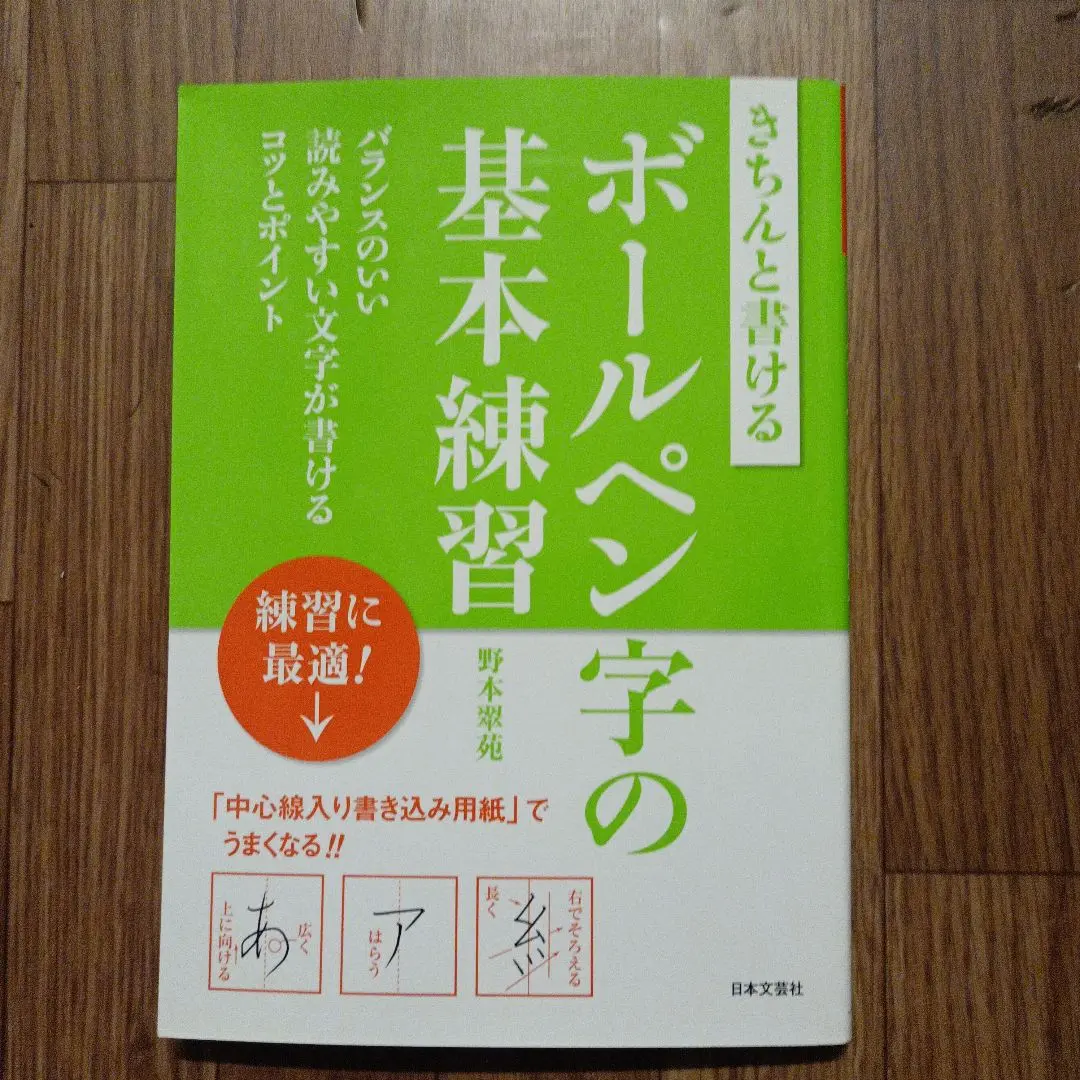 きちんと書ける
ボールペン字の
基本練習
バランスのいい
読みやすい文字が書ける
コツとポイント
野本翠苑
練習に
最適!
↓
「中心線入り書き込み用紙」で
うまくなる!!
あ
広く
上に向ける
ア
はらう
糸
右でそろえる
長く
日本文芸社